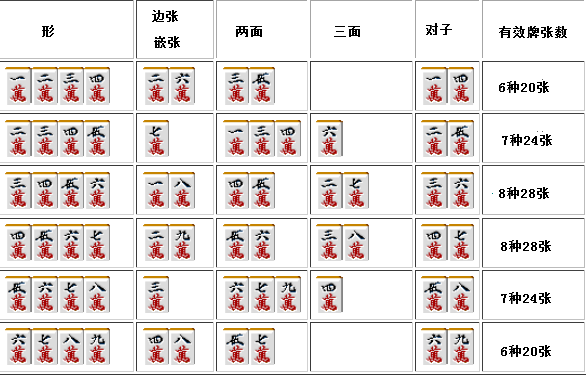 形 边张 嵌张 两面 三面 对子 有效牌张数
一萬 二萬 三萬 四萬 二萬 六萬 三萬 伍萬 一萬 四萬 6种20张
二萬 三萬 四萬 伍萬 七萬 一萬 三萬 四萬 六萬 二萬 伍萬 7种24张
三萬 四萬 伍萬 六萬 一萬 八萬 四萬 伍萬 二萬 七萬 三萬 六萬 8种28张
四萬 伍萬 六萬 七萬 二萬 九萬 伍萬 六萬 三萬 八萬 四萬 七萬 8种28张
伍萬 六萬 七萬 八萬 三萬 六萬 七萬 九萬 四萬 伍萬 八萬 7种24张
六萬 七萬 八萬 九萬 四萬 八萬 伍萬 七萬 六萬 九萬 6种20张